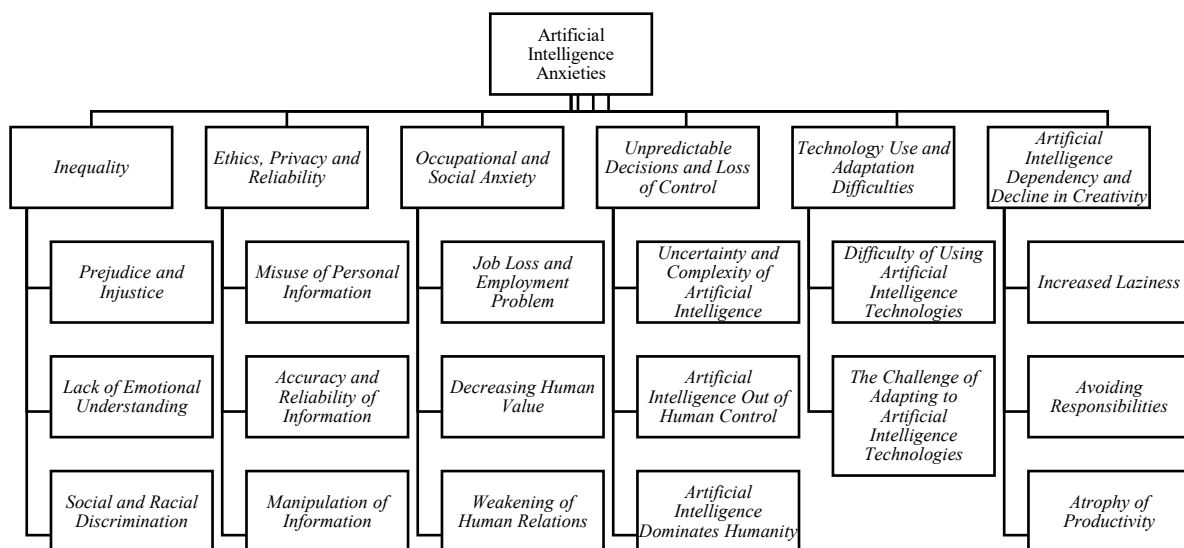 Artificial
Intelligence
Anxieties
Inequality
Ethics, Privacy and
Reliability
Occupational and
Social Anxiety
Unpredictable
Decisions and Loss
of Control
Technology Use and
Adaptation
Difficulties
Artificial
Intelligence
Dependency and
Decline in Creativity
Prejudice and
Injustice
Misuse of Personal
Information
Job Loss and
Employment
Problem
Uncertainty and
Complexity of
Artificial
Intelligence
Difficulty of Using
Artificial
Intelligence
Technologies
Increased Laziness
Lack of Emotional
Understanding
Accuracy and
Reliability of
Information
Decreasing Human
Value
Artificial
Intelligence Out of
Human Control
The Challenge of
Adapting to
Artificial
Intelligence
Technologies
Avoiding
Responsibilities
Social and Racial
Discrimination
Manipulation of
Information
Weakening of
Human Relations
Artificial
Intelligence
Dominates Humanity
Atrophy of
Productivity